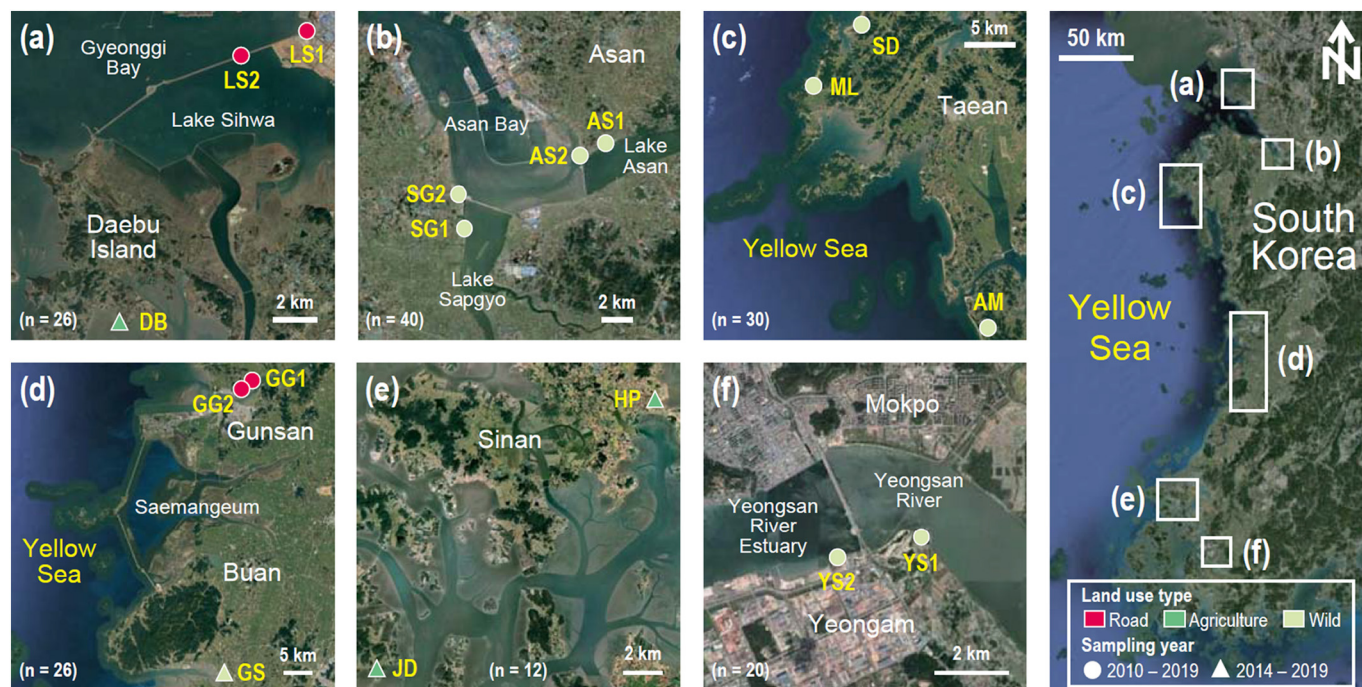 (a)
Gyeonggi
Bay
LS1
LS2
Lake Sihwa
Daebu
Island
DB
(n = 26)
2 km
(b)
Asan
Asan Bay
AS1
AS2
Lake
Asan
SG2
SG1
Lake
Sapgyo
(n = 40)
2 km
(c)
SD
5 km
ML
Taean
Yellow Sea
AM
(n = 30)
(d)
GG1
GG2
Gunsan
Saemangeum
Yellow
Sea
Buan
(n = 26)
GS
5 km
(e)
HP
Sinan
JD
(n = 12)
2 km
(f)
Mokpo
Yeongsan
River
Yeongsan
River
Estuary
YS1
YS2
Yeongam
(n = 20)
2 km
50 km
N
(a)
(b)
(c)
South
Korea
Yellow
Sea
(d)
(e)
(f)
Land use type
Road Agriculture Wild
Sampling year
2010 – 2019 2014 – 2019